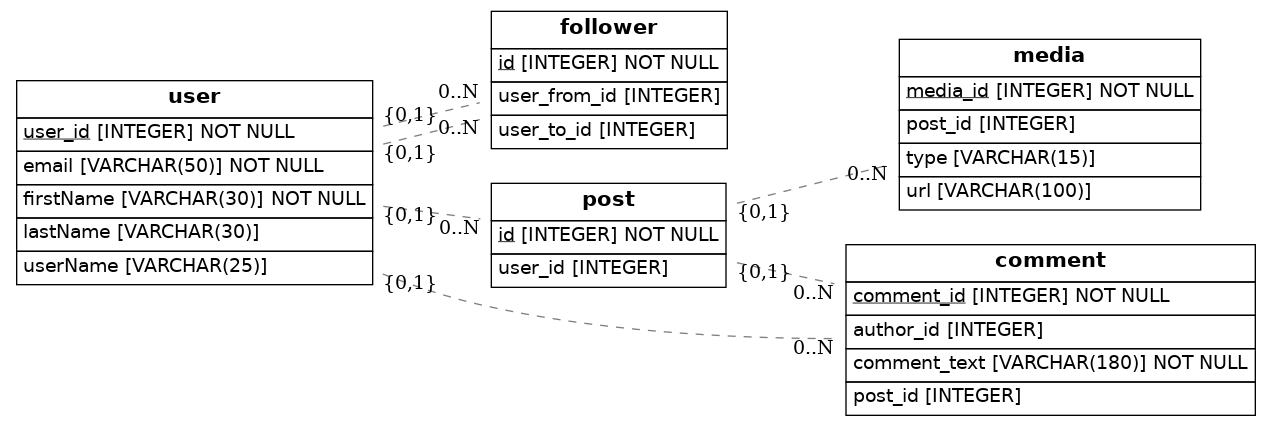 user
user_id [INTEGER] NOT NULL
email [VARCHAR(50)] NOT NULL
firstName [VARCHAR(30)] NOT NULL
lastName [VARCHAR(30)]
userName [VARCHAR(25)]
follower
id [INTEGER] NOT NULL
user_from_id [INTEGER]
user_to_id [INTEGER]
post
id [INTEGER] NOT NULL
user_id [INTEGER]
media
media_id [INTEGER] NOT NULL
post_id [INTEGER]
type [VARCHAR(15)]
url [VARCHAR(100)]
comment
comment_id [INTEGER] NOT NULL
author_id [INTEGER]
comment_text [VARCHAR(180)] NOT NULL
post_id [INTEGER]
0..N
{0,1}
0..N
{0,1}
{0,1}
0..N
{0,1}
0..N
0..N
{0,1}
{0,1}
0..N